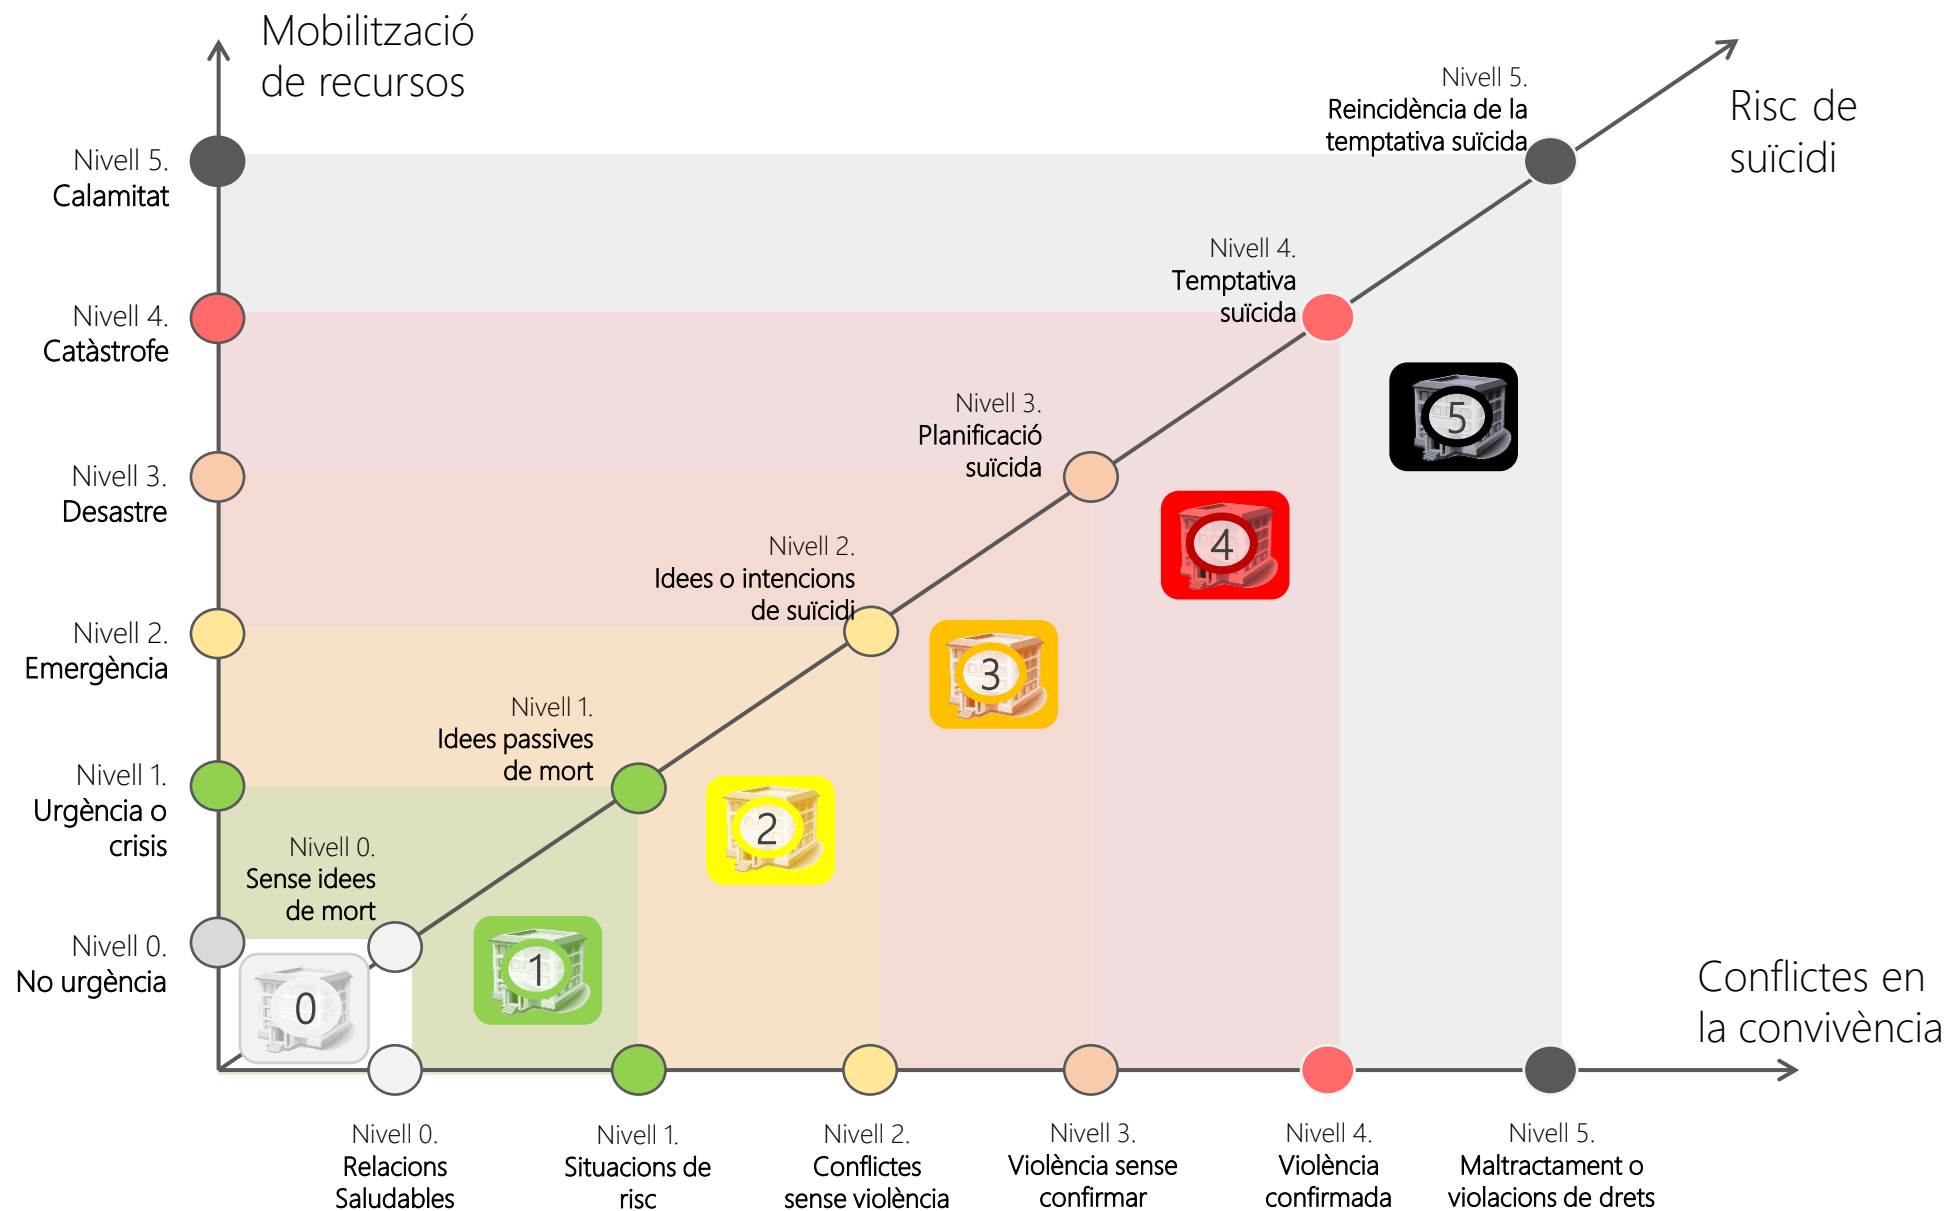 Mobilització
de recursos
Risc de
suïcidi
Nivell 5.
Reincidència de la
temptativa suïcida
Nivell 5.
Calamitat
Nivell 4.
Temptativa
suïcida
Nivell 4.
Catàstrofe
5
Nivell 3.
Planificació
suïcida
Nivell 3.
Desastre
4
Nivell 2.
Idees o intencions
de suïcidi
Nivell 2.
Emergència
3
Nivell 1.
Idees passives
de mort
Nivell 1.
Urgència o
crisis
2
Nivell 0.
Sense idees
de mort
Nivell 0.
No urgència
1
0
Conflictes en
la convivència
Nivell 0.
Relacions
Saludables
Nivell 1.
Situacions de
risc
Nivell 2.
Conflictes
sense violència
Nivell 3.
Violència sense
confirmar
Nivell 4.
Violència
confirmada
Nivell 5.
Maltractament o
violacions de drets